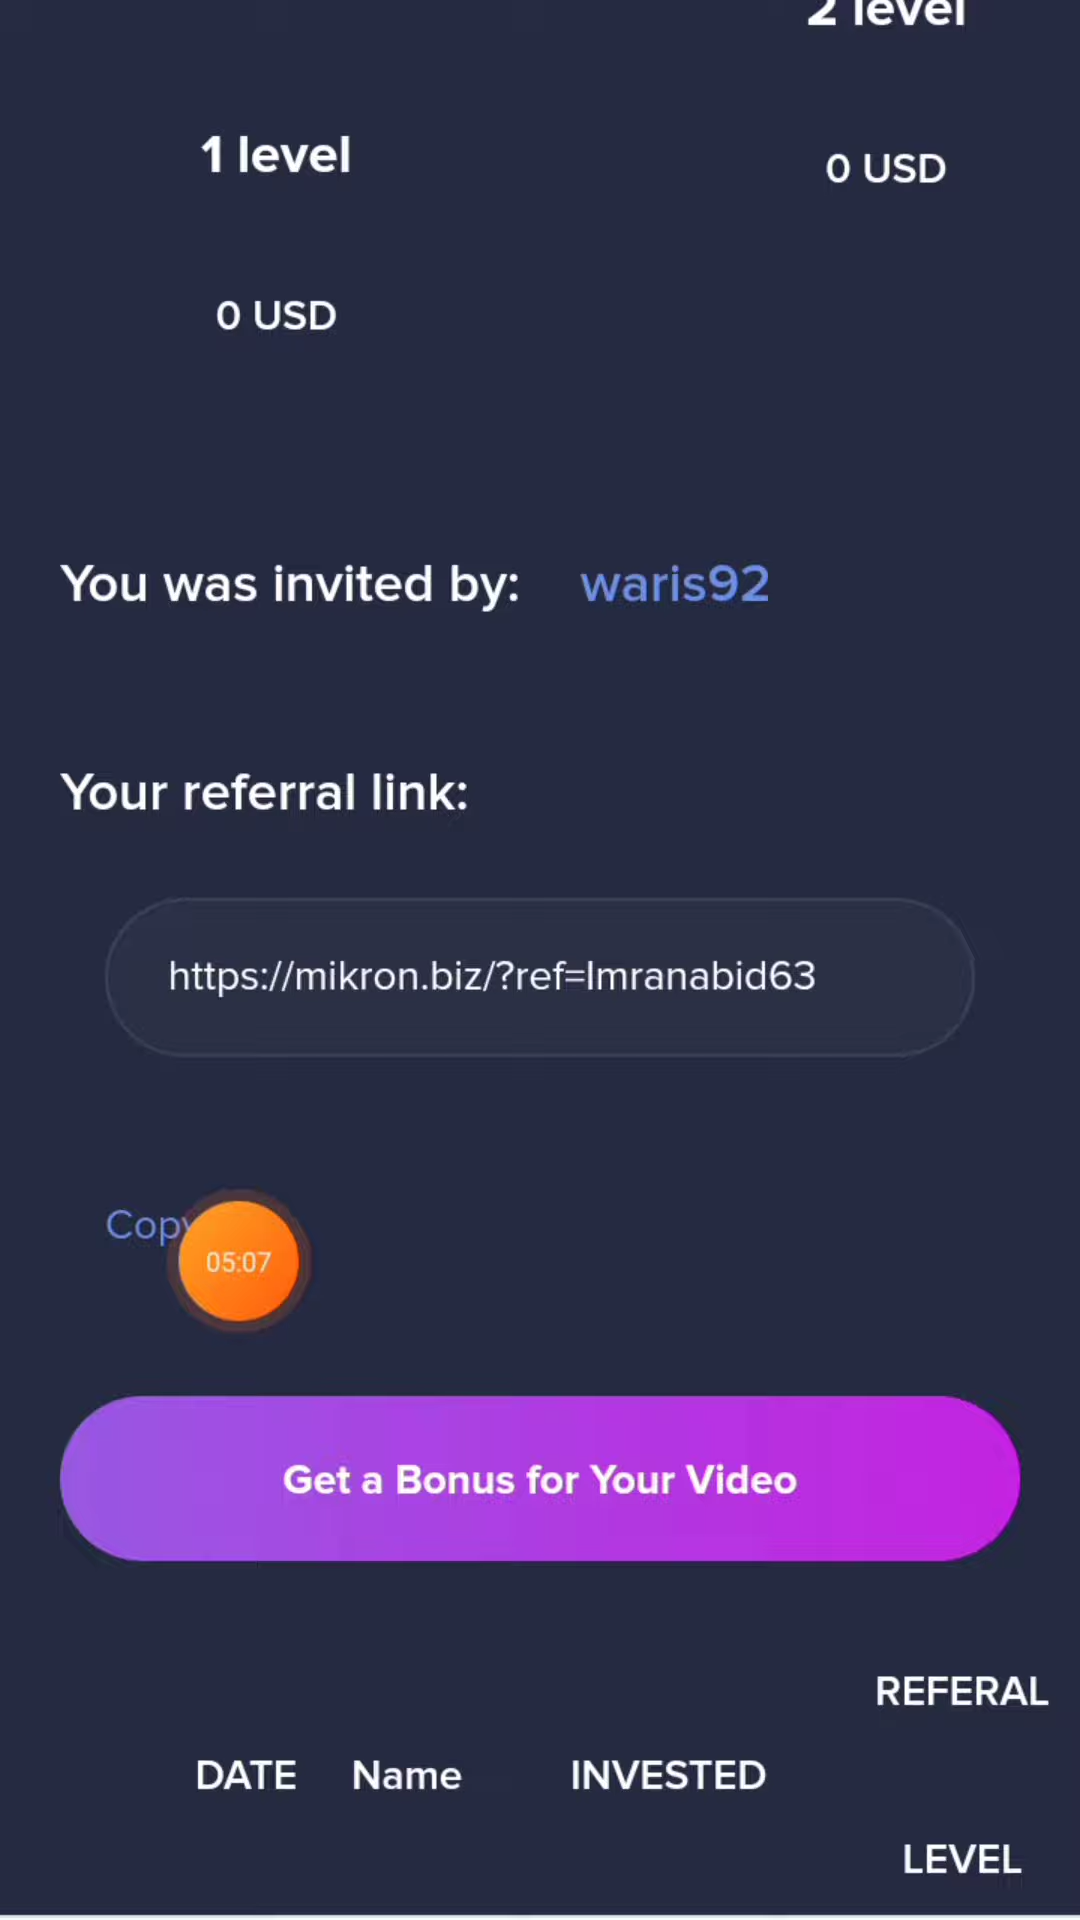 2 level
1 level
0 USD
0 USD
You was invited by: waris92
Your referral link:
https://mikron.biz/?ref=Imranabid63
Copy
05:07
Get a Bonus for Your Video
REFERAL
DATE Name INVESTED
LEVEL